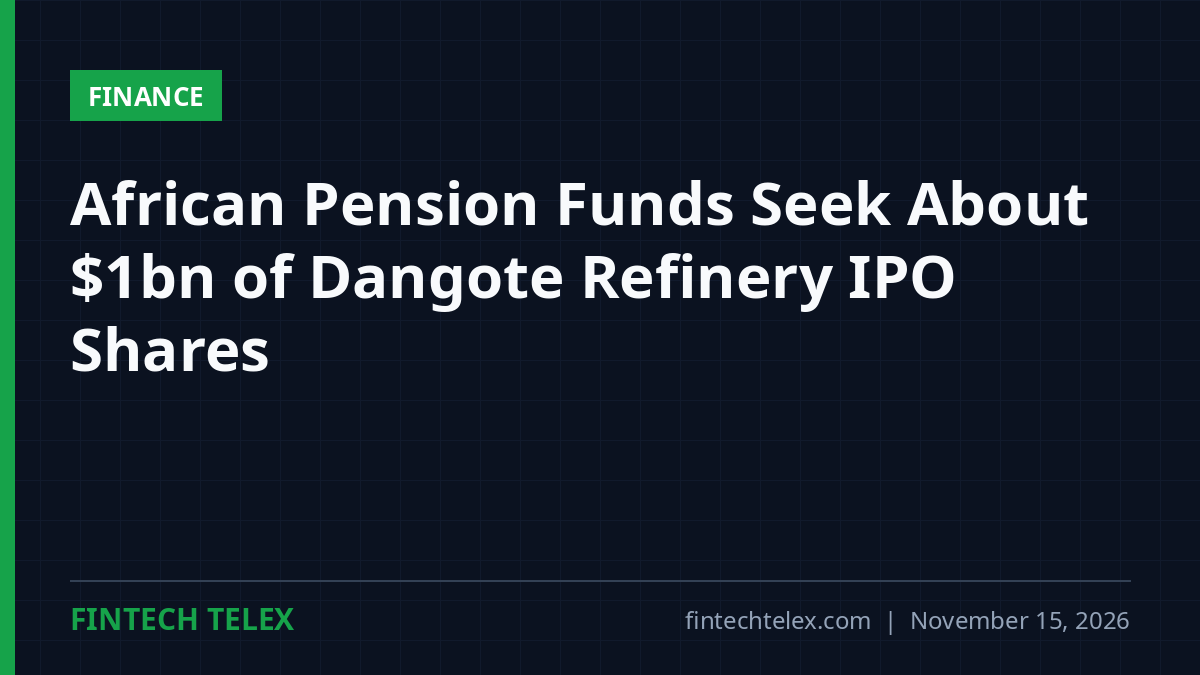 FINANCE
African Pension Funds Seek About
$1bn of Dangote Refinery IPO
Shares
FINTECH TELEX
fintechtelex.com | November 15, 2026